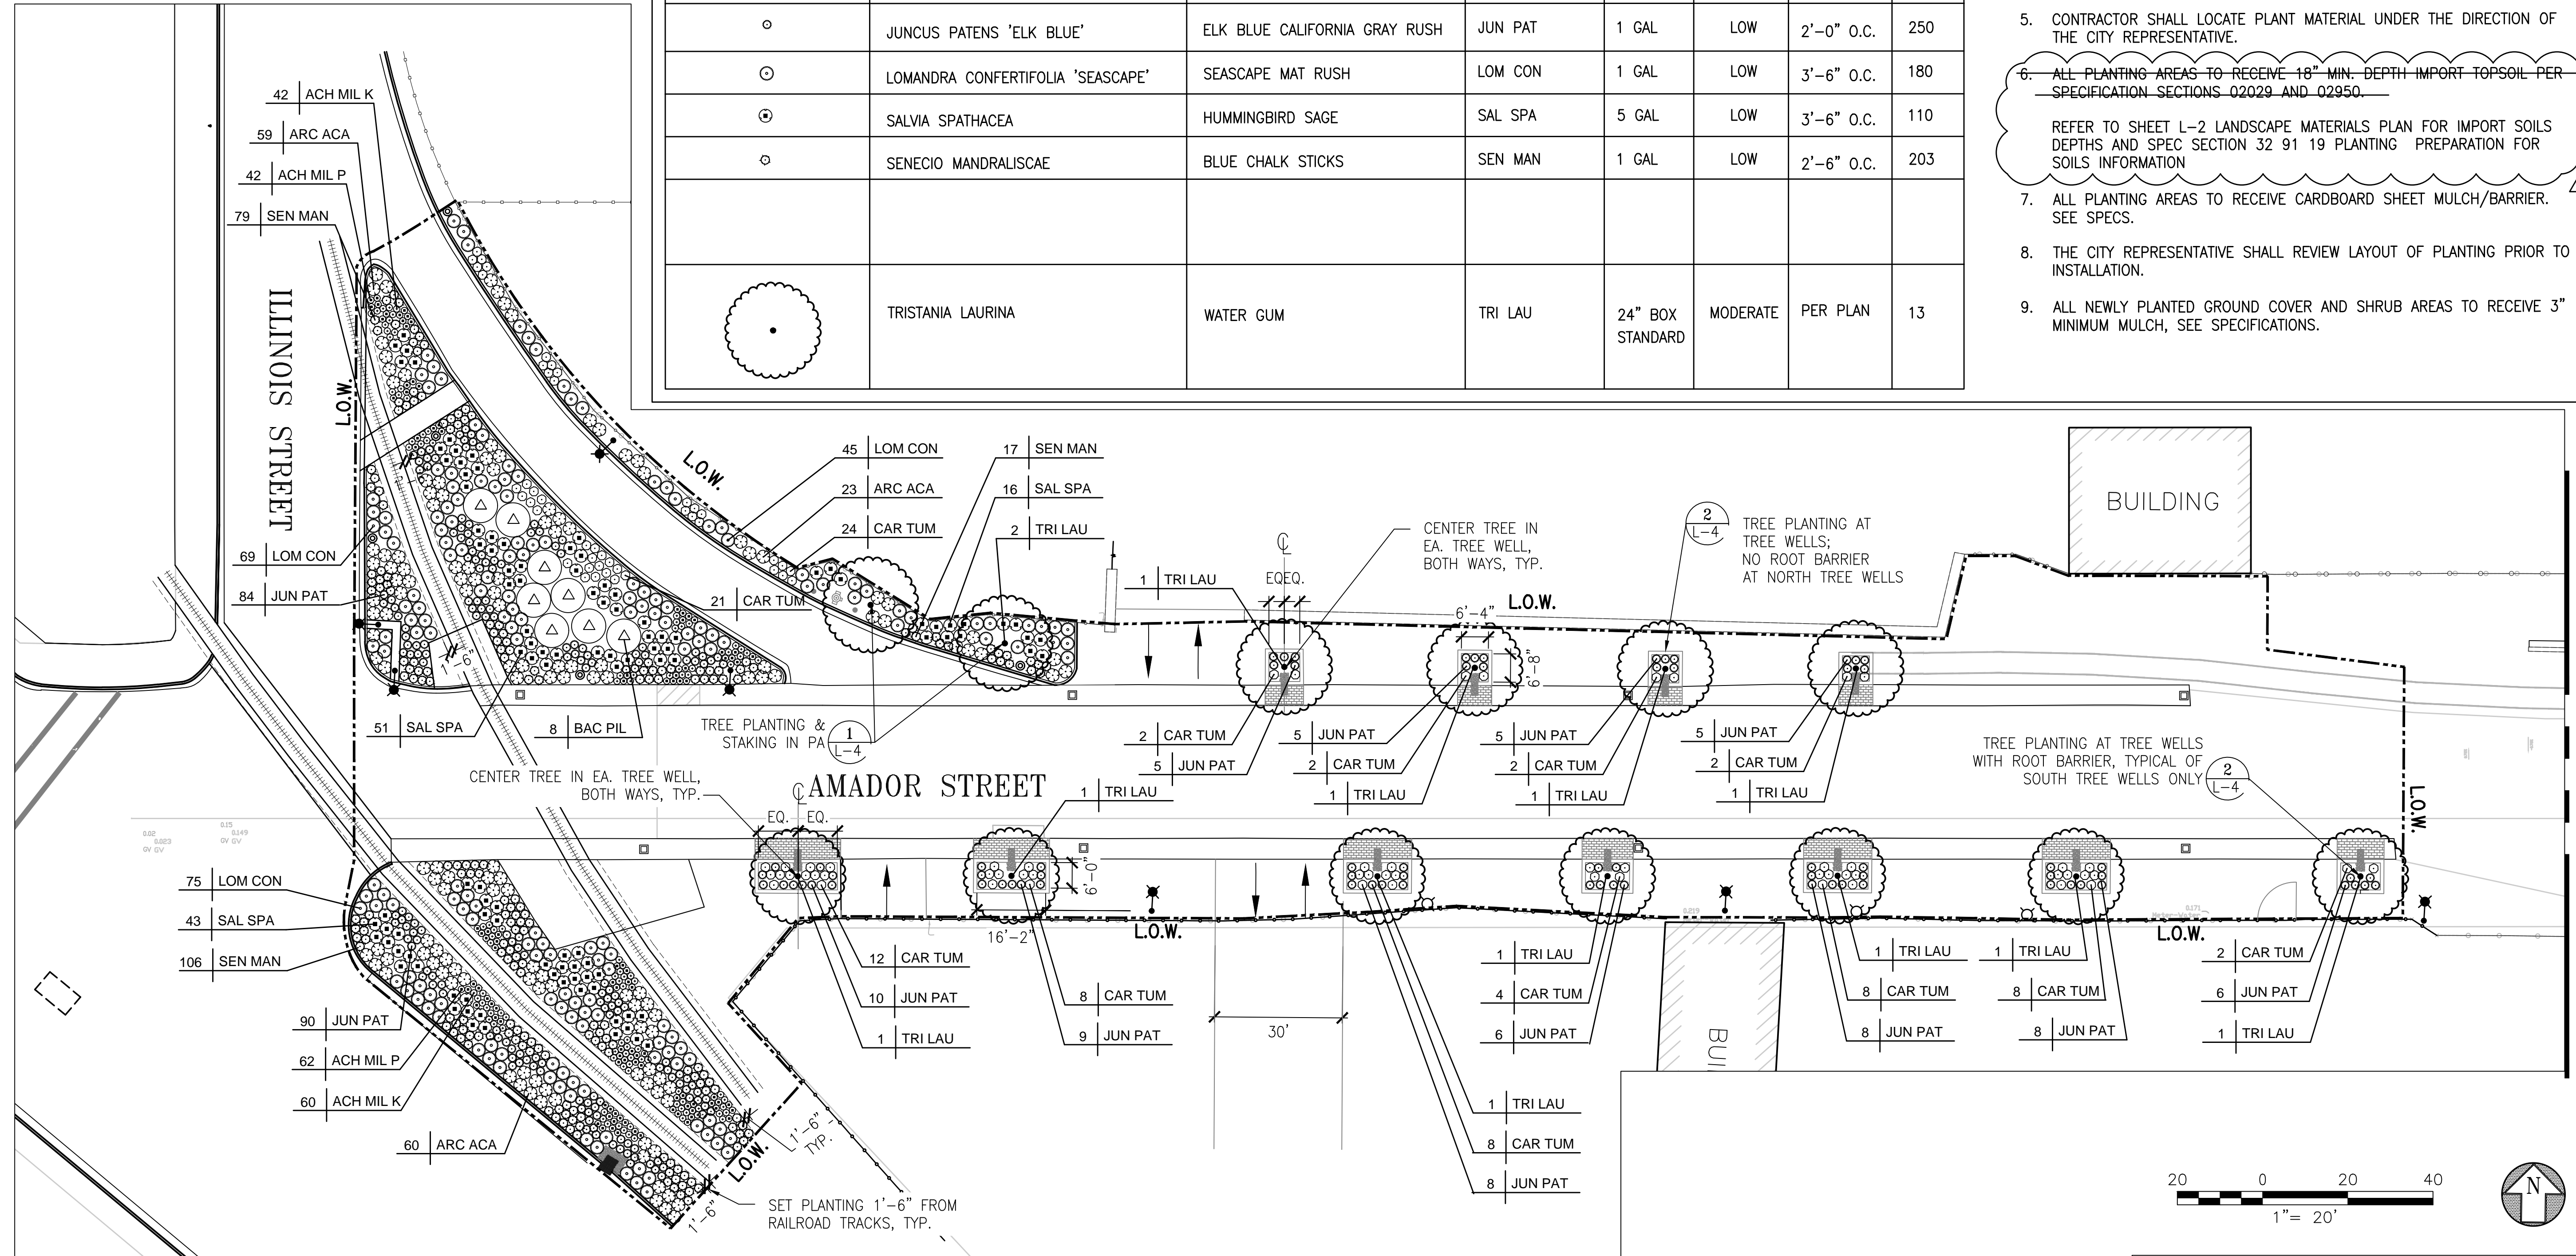 JUNCUS PATENS 'ELK BLUE' ELK BLUE CALIFORNIA GRAY RUSH JUN PAT 1 GAL LOW 2'-0" O.C. 250
LOMANDRA CONFERTIFOLIA 'SEASCAPE' SEASCAPE MAT RUSH LOM CON 1 GAL LOW 3'-6" O.C. 180
SALVIA SPATHACEA HUMMINGBIRD SAGE SAL SPA 5 GAL LOW 3'-6" O.C. 110
SENECIO MANDRALISCAE BLUE CHALK STICKS SEN MAN 1 GAL LOW 2'-6" O.C. 203
TRISTANIA LAURINA WATER GUM TRI LAU 24" BOX MODERATE PER PLAN 13
STANDARD
5. CONTRACTOR SHALL LOCATE PLANT MATERIAL UNDER THE DIRECTION OF
THE CITY REPRESENTATIVE.
6. ALL PLANTING AREAS TO RECEIVE 18" MIN. DEPTH IMPORT TOPSOIL PER
SPECIFICATION SECTIONS 02029 AND 02950.
REFER TO SHEET L-2 LANDSCAPE MATERIALS PLAN FOR IMPORT SOILS
DEPTHS AND SPEC SECTION 32 91 19 PLANTING PREPARATION FOR
SOILS INFORMATION
7. ALL PLANTING AREAS TO RECEIVE CARDBOARD SHEET MULCH/BARRIER.
SEE SPECS.
8. THE CITY REPRESENTATIVE SHALL REVIEW LAYOUT OF PLANTING PRIOR TO
INSTALLATION.
9. ALL NEWLY PLANTED GROUND COVER AND SHRUB AREAS TO RECEIVE 3"
MINIMUM MULCH, SEE SPECIFICATIONS.
42 ACH MIL K
59 ARC ACA
42 ACH MIL P
79 SEN MAN
ILLINOIS STREET
L.O.W.
69 LOM CON
84 JUN PAT
51 SAL SPA
8 BAC PIL
1'-6"
21 CAR TUM
L.O.W.
45 LOM CON
23 ARC ACA
24 CAR TUM
17 SEN MAN
16 SAL SPA
2 TRI LAU
TREE PLANTING &
STAKING IN PA
1
L-4
1 TRI LAU
EQ. EQ.
CENTER TREE IN
EA. TREE WELL,
BOTH WAYS, TYP.
6'-4"
6'-8"
L.O.W.
2
L-4
TREE PLANTING AT
TREE WELLS;
NO ROOT BARRIER
AT NORTH TREE WELLS
BUILDING
2 CAR TUM
5 JUN PAT
5 JUN PAT
2 CAR TUM
1 TRI LAU
5 JUN PAT
2 CAR TUM
1 TRI LAU
5 JUN PAT
2 CAR TUM
1 TRI LAU
TREE PLANTING AT TREE WELLS
WITH ROOT BARRIER, TYPICAL OF
SOUTH TREE WELLS ONLY
2
L-4
L.O.W.
CENTER TREE IN EA. TREE WELL,
BOTH WAYS, TYP.
AMADOR STREET
EQ. EQ.
1 TRI LAU
6'-0"
16'-2"
L.O.W.
0.02
0.023
GV GV
0.15
0.149
GV GV
75 LOM CON
43 SAL SPA
106 SEN MAN
90 JUN PAT
62 ACH MIL P
60 ACH MIL K
60 ARC ACA
12 CAR TUM
10 JUN PAT
1 TRI LAU
8 CAR TUM
9 JUN PAT
30'
1 TRI LAU
4 CAR TUM
6 JUN PAT
1 TRI LAU
8 CAR TUM
8 JUN PAT
0.219
BUI
1 TRI LAU
8 CAR TUM
8 JUN PAT
1 TRI LAU
8 CAR TUM
8 JUN PAT
0.171
Meter-Water
L.O.W.
2 CAR TUM
6 JUN PAT
1 TRI LAU
1'-6"
TYP.
L.O.W.
1'-6"
SET PLANTING 1'-6" FROM
RAILROAD TRACKS, TYP.
20 0 20 40
1"= 20'
N